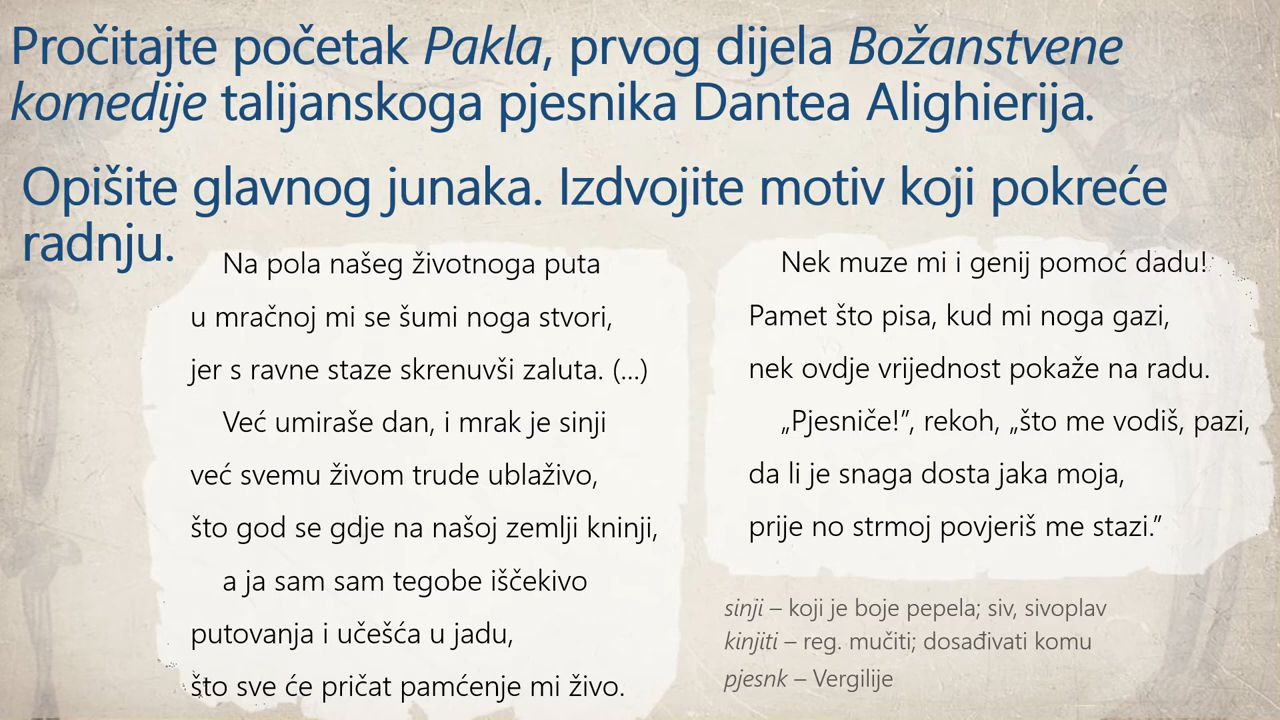 Pročitajte početak Pakla, prvog dijela Božanstvene
komedije talijanskoga pjesnika Dantea Alighierija.
Opišite glavnog junaka. Izdvojite motiv koji pokreće
radnju.
Na pola našeg životnoga puta
u mračnoj mi se šumi noga stvori,
jer s ravne staze skrenuvši zaluta. (...)
Već umiraše dan, i mrak je sinji
već svemu živom trude ublaživo,
što god se gdje na našoj zemlji kninji,
a ja sam sam tegobe iščekivo
putovanja i učešća u jadu,
što sve će pričat pamćenje mi živo.
Nek muze mi i genij pomoć dadu!
Pamet što pisa, kud mi noga gazi,
nek ovdje vrijednost pokaže na radu.
„Pjesniče!”, rekoh, „što me vodiš, pazi,
da li je snaga dosta jaka moja,
prije no strmoj povjeriš me stazi.”
sinji – koji je boje pepela; siv, sivoplav
kinjiti – reg. mučiti; dosađivati komu
pjesnk – Vergilije